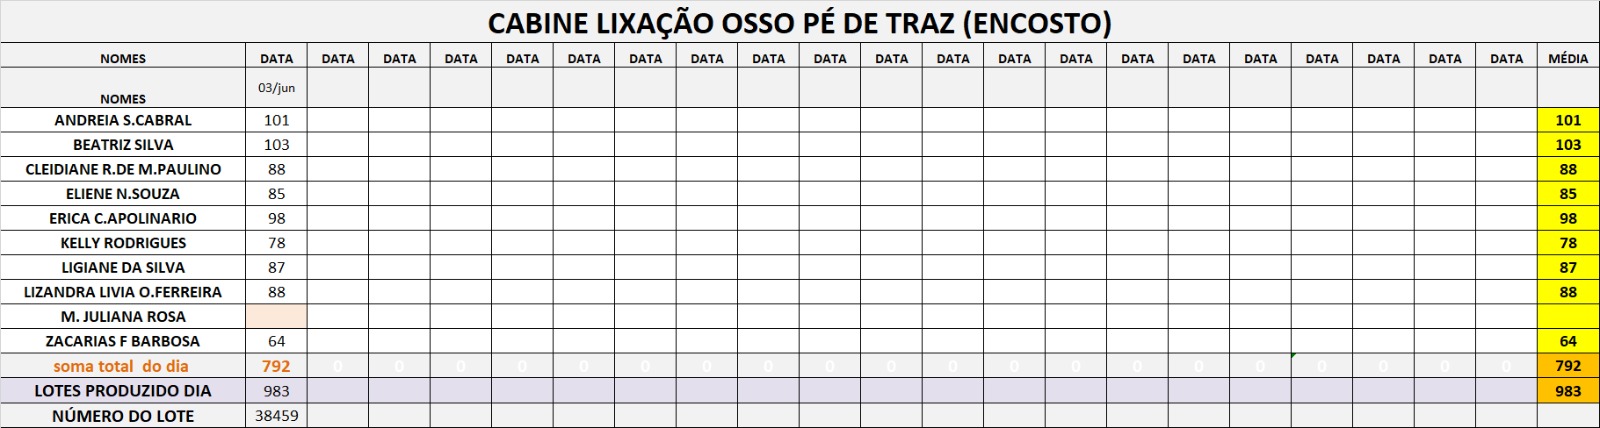 CABINE LIXAÇÃO OSSO PÉ DE TRAZ (ENCOSTO)
NOMES DATA DATA DATA DATA DATA DATA DATA DATA DATA DATA DATA DATA DATA DATA DATA DATA DATA DATA DATA DATA DATA MÉDIA
NOMES 03/jun
ANDREIA S.CABRAL 101 101
BEATRIZ SILVA 103 103
CLEIDIANE R.DE M.PAULINO 88 88
ELIENE N.SOUZA 85 85
ERICA C.APOLINARIO 98 98
KELLY RODRIGUES 78 78
LIGIANE DA SILVA 87 87
LIZANDRA LIVIA O.FERREIRA 88 88
M. JULIANA ROSA
ZACARIAS F BARBOSA 64 64
soma total do dia 792 0 0 0 0 0 0 0 0 0 0 0 0 0 0 0 0 0 0 0 0 792
LOTES PRODUZIDO DIA 983 983
NÚMERO DO LOTE 38459